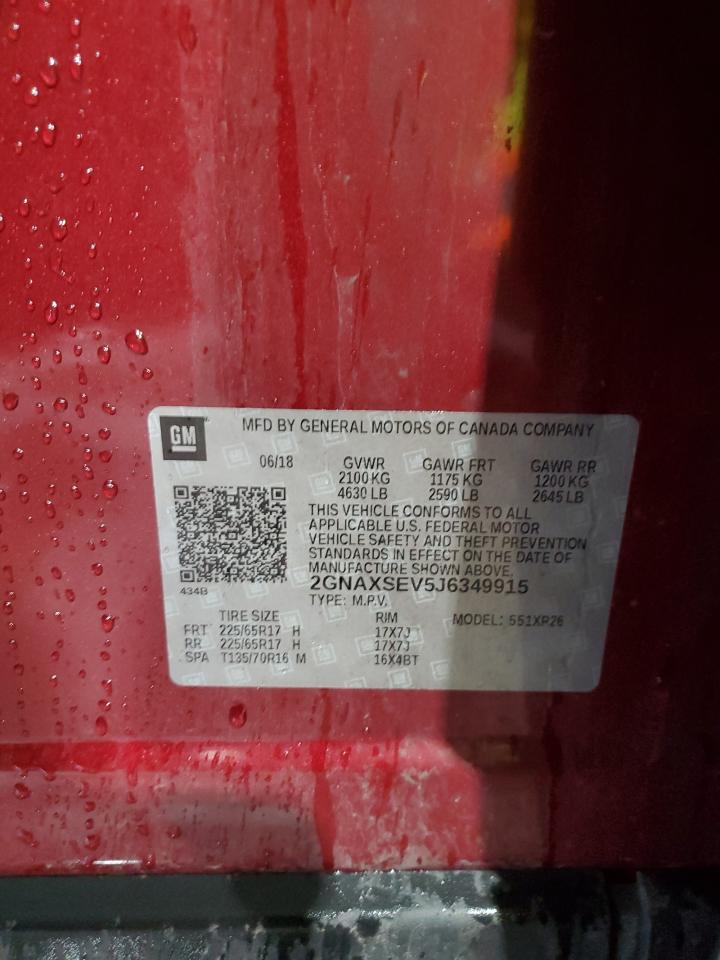 GM
MFD BY GENERAL MOTORS OF CANADA COMPANY
06/18 GVWR GAWR FRT GAWR RR
2100 KG 1175 KG 1200 KG
4630 LB 2590 LB 2645 LB
THIS VEHICLE CONFORMS TO ALL
APPLICABLE U.S. FEDERAL MOTOR
VEHICLE SAFETY AND THEFT PREVENTION
STANDARDS IN EFFECT ON THE DATE OF
MANUFACTURE SHOWN ABOVE.
434B 2GNAXSEV5J6349915
TYPE: M.P.V.
TIRE SIZE RIM MODEL: 551XR26
FRT 225/65R17 H 17X7J
RR 225/65R17 H 17X7J
SPA T135/70R16 M 16X4BT